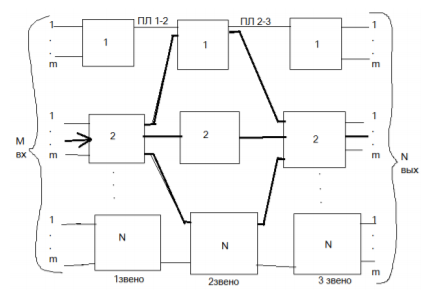 ПЛ 1-2 ПЛ 2-3
1 1
. 1 1 1 .
. .
m m
1 1
. 2 .
. 2 2 .
М N
вх вых
m m
. .
. .
. .
1 1
. N N N .
. .
m m
1звено 2звено 3 звено